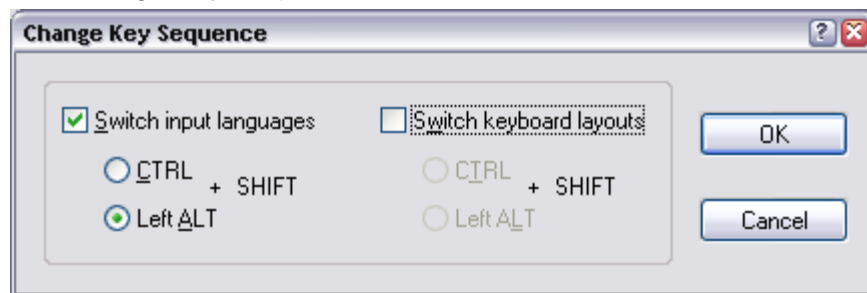 Change Key Sequence
Switch input languages
CTRL
+ SHIFT
Left ALT
Switch keyboard layouts
CTRL
+ SHIFT
Left ALT
OK
Cancel